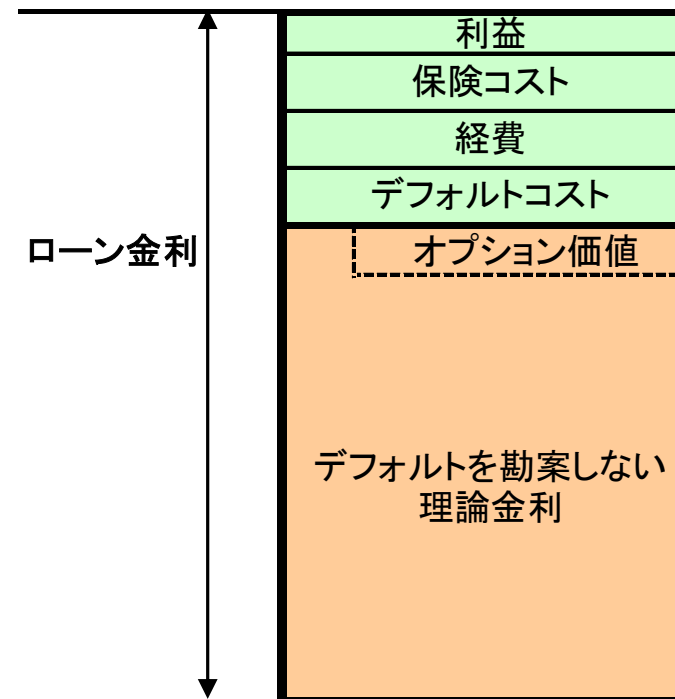 利益
保険コスト
経費
デフォルトコスト
ローン金利
オプション価値
デフォルトを勘案しない
理論金利